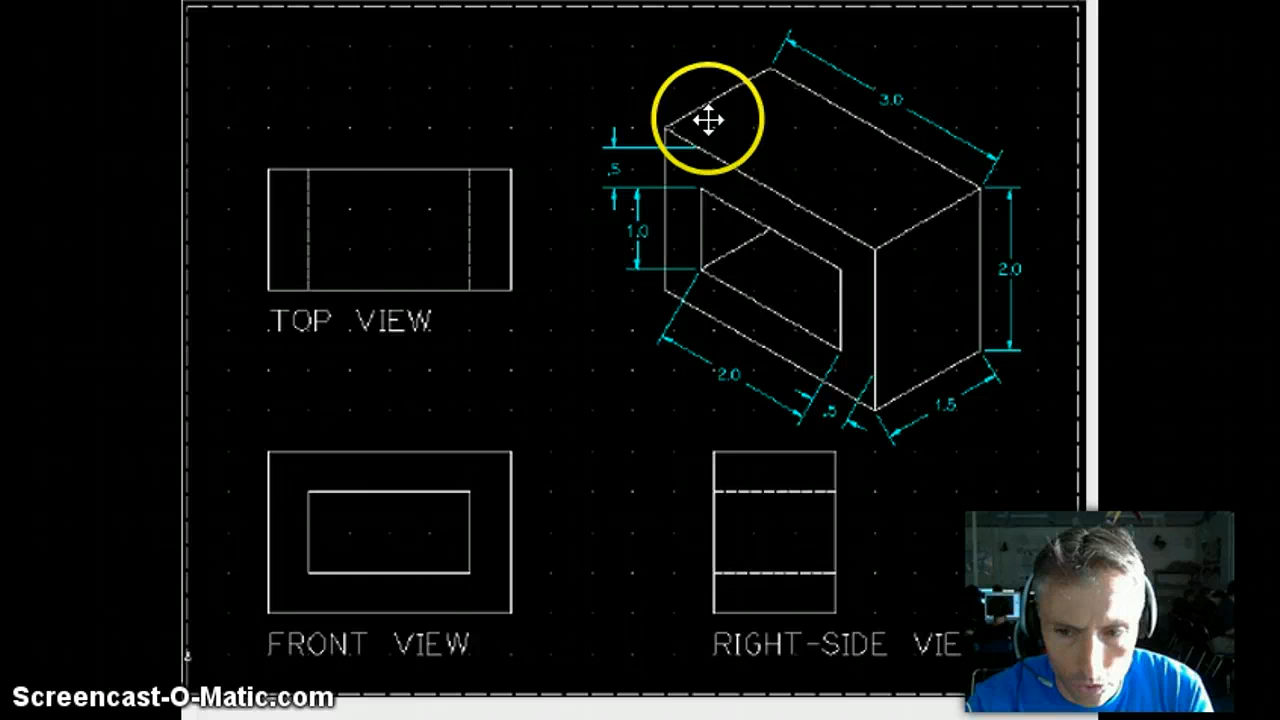 3.0
.5
1.0
2.0
TOP VIEW
2.0
.5
1.5
FRONT VIEW
RIGHT-SIDE VIE
Screencast-O-Matic.com